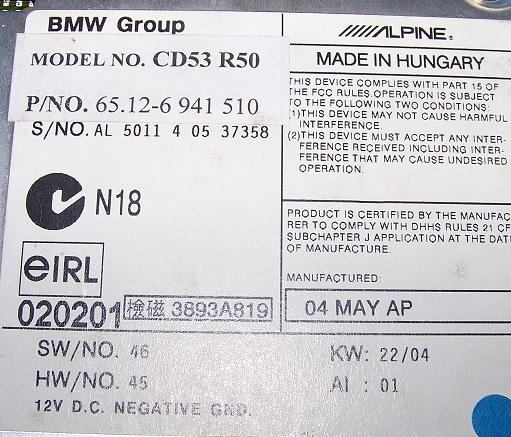 BMW Group
MODEL NO. CD53 R50
P/NO. 65.12-6 941 510
S/NO. AL 5011 4 05 37358
N18
eIRL
020201 檢磁 3893A819
ALPINE®
MADE IN HUNGARY
THIS DEVICE COMPLIES WITH PART 15 OF
THE FCC RULES.OPERATION IS SUBJECT
TO THE FOLLOWING TWO CONDITIONS:
(1)THIS DEVICE MAY NOT CAUSE HARMFUL
INTERFERENCE.
(2)THIS DEVICE MUST ACCEPT ANY INTER-
FERENCE RECEIVED INCLUDING INTER-
FERENCE THAT MAY CAUSE UNDESIRED
OPERATION.
PRODUCT IS CERTIFIED BY THE MANUFAC
RER TO COMPLY WITH DHHS RULES 21 CF
SUBCHAPTER J APPLICATION AT THE DAT
OF MANUFACTURE.
MANUFACTURED
04 MAY AP
SW/NO. 46
HW/NO. 45
12V D.C. NEGATIVE GND.
KW: 22/04
AI : 01